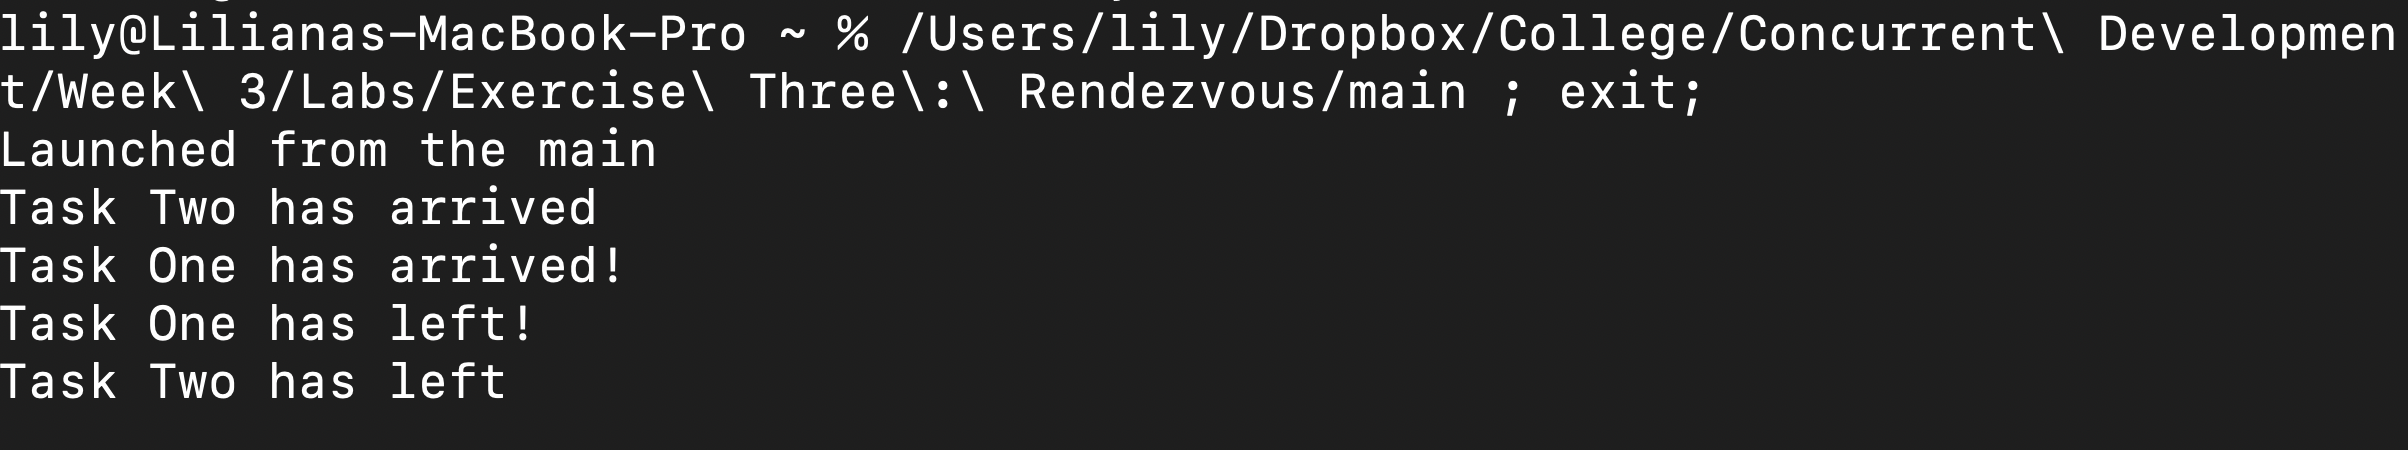 lily@Lilianas-MacBook-Pro ~ % /Users/lily/Dropbox/College/Concurrent\ Developmen
t/Week\ 3/Labs/Exercise\ Three\:\ Rendezvous/main ; exit;
Launched from the main
Task Two has arrived
Task One has arrived!
Task One has left!
Task Two has left